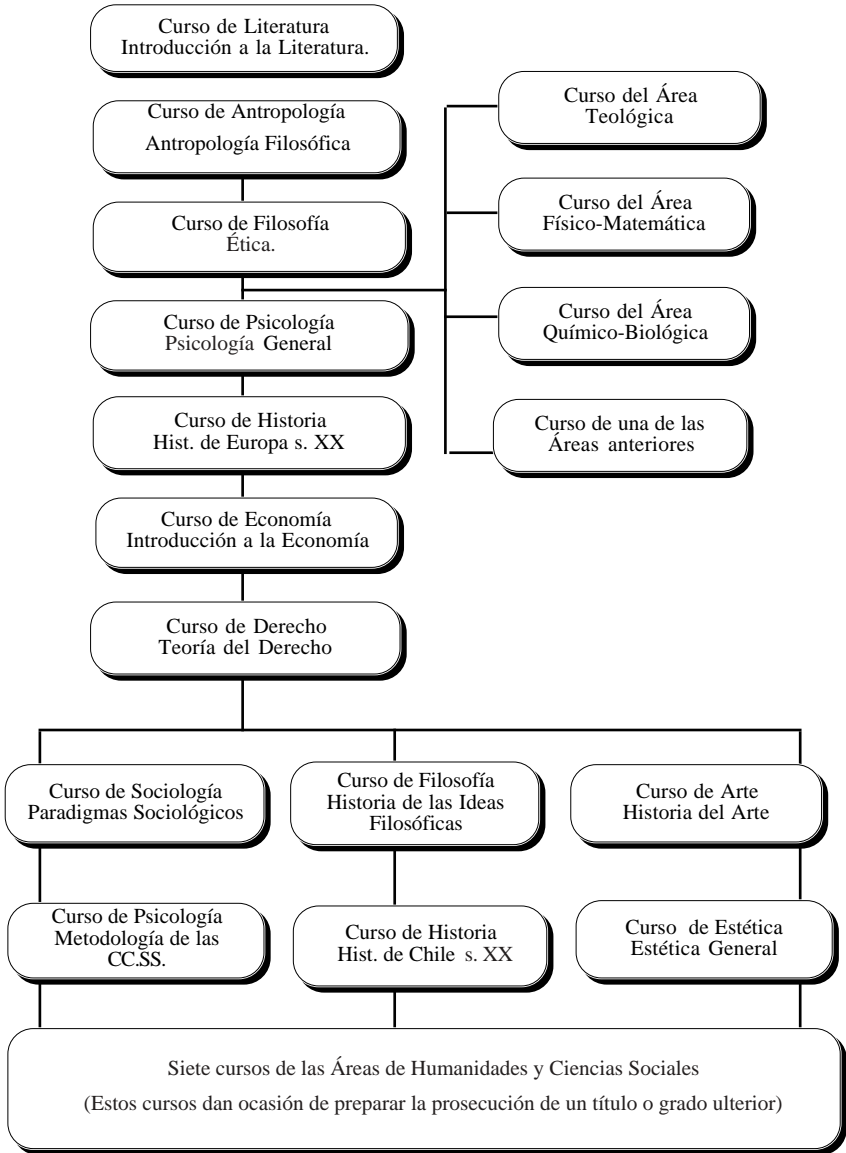 Curso de Literatura
Introducción a la Literatura.
Curso de Antropología
Antropología Filosófica
Curso de Filosofía
Ética.
Curso de Psicología
Psicología General
Curso de Historia
Hist. de Europa s. XX
Curso de Economía
Introducción a la Economía
Curso de Derecho
Teoría del Derecho
Curso del Área
Teológica
Curso del Área
Físico-Matemática
Curso del Área
Químico-Biológica
Curso de una de las
Áreas anteriores
Curso de Sociología
Paradigmas Sociológicos
Curso de Filosofía
Historia de las Ideas
Filosóficas
Curso de Arte
Historia del Arte
Curso de Psicología
Metodología de las
CC.SS.
Curso de Historia
Hist. de Chile s. XX
Curso de Estética
Estética General
Siete cursos de las Áreas de Humanidades y Ciencias Sociales
(Estos cursos dan ocasión de preparar la prosecución de un título o grado ulterior)